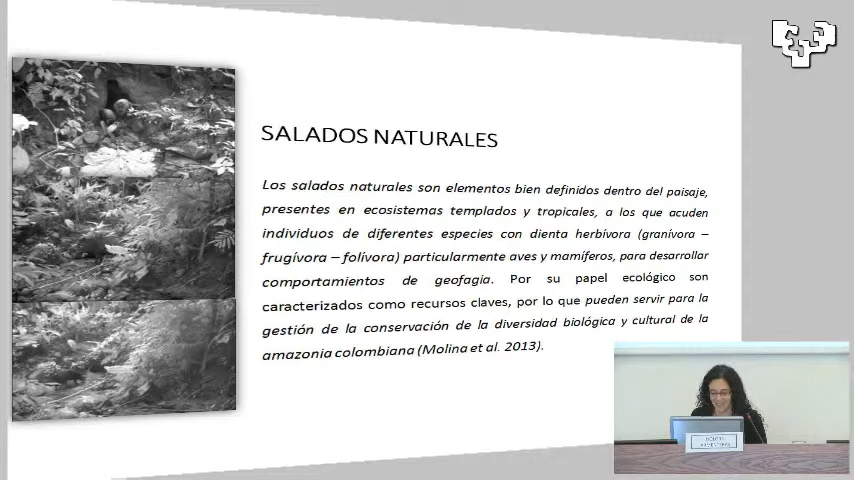 SALADOS NATURALES
Los salados naturales son elementos bien definidos dentro del paisaje,
presentes en ecosistemas templados y tropicales, a los que acuden
individuos de diferentes especies con dienta herbívora (granívora –
frugívora – folívora) particularmente aves y mamíferos, para desarrollar
comportamientos de geofagia. Por su papel ecológico son
caracterizados como recursos claves, por lo que pueden servir para la
gestión de la conservación de la diversidad biológica y cultural de la
amazonia colombiana (Molina et al. 2013).